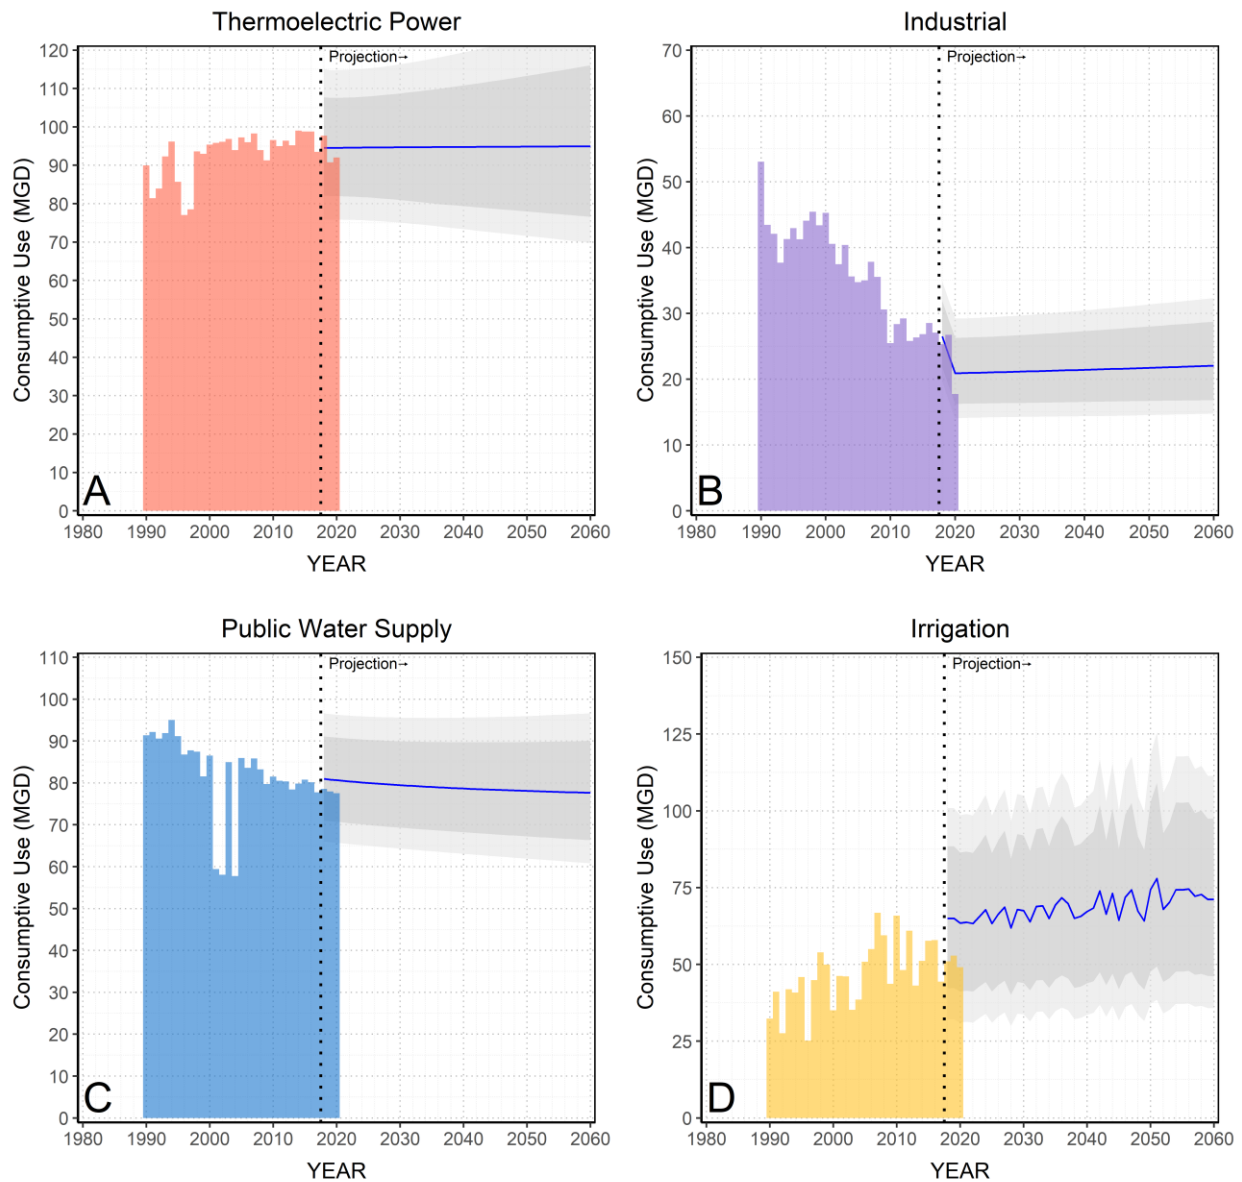 Thermoelectric Power
Projection→
120
110
100
90
80
70
60
50
40
30
20
10
0
Consumptive Use (MGD)
A
1980 1990 2000 2010 2020 2030 2040 2050 2060
YEAR
Industrial
Projection→
70
60
50
40
30
20
10
0
Consumptive Use (MGD)
B
1980 1990 2000 2010 2020 2030 2040 2050 2060
YEAR
Public Water Supply
Projection→
110
100
90
80
70
60
50
40
30
20
10
0
Consumptive Use (MGD)
C
1980 1990 2000 2010 2020 2030 2040 2050 2060
YEAR
Irrigation
Projection→
150
125
100
75
50
25
0
Consumptive Use (MGD)
D
1980 1990 2000 2010 2020 2030 2040 2050 2060
YEAR